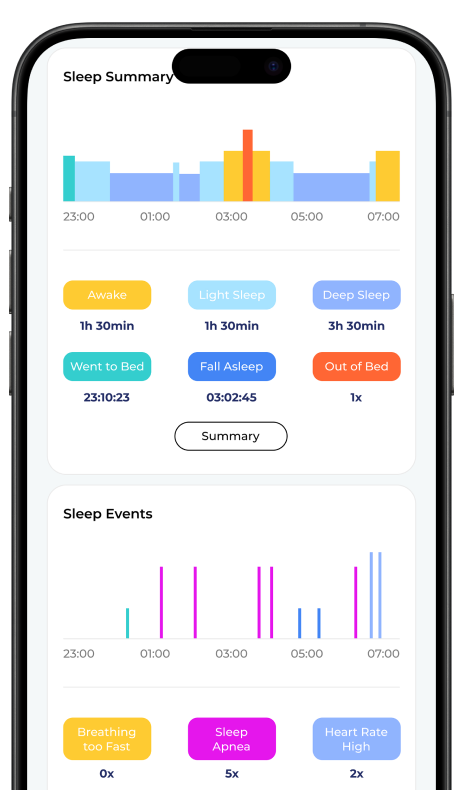 Sleep Summary
23:00 01:00 03:00 05:00 07:00
Awake Light Sleep Deep Sleep
1h 30min 1h 30min 3h 30min
Went to Bed Fall Asleep Out of Bed
23:10:23 03:02:45 1x
Summary
Sleep Events
23:00 01:00 03:00 05:00 07:00
Breathing Sleep Heart Rate
too Fast Apnea High
0x 5x 2x